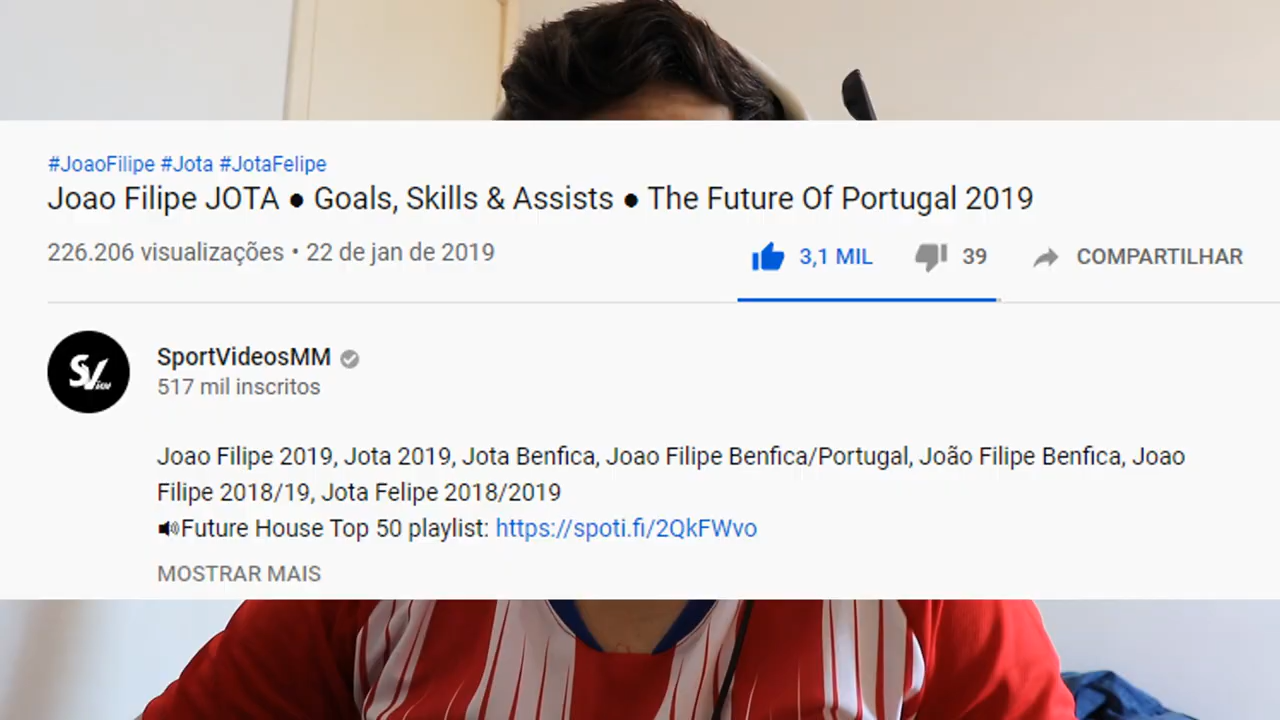 #JoaoFilipe #Jota #JotaFelipe
Joao Filipe JOTA ● Goals, Skills & Assists ● The Future Of Portugal 2019
226.206 visualizações • 22 de jan de 2019
3,1 MIL
39
COMPARTILHAR
SV
SportVideosMM
517 mil inscritos
Joao Filipe 2019, Jota 2019, Jota Benfica, Joao Filipe Benfica/Portugal, João Filipe Benfica, Joao
Filipe 2018/19, Jota Felipe 2018/2019
🔊Future House Top 50 playlist: https://spoti.fi/2QkFWvo
MOSTRAR MAIS